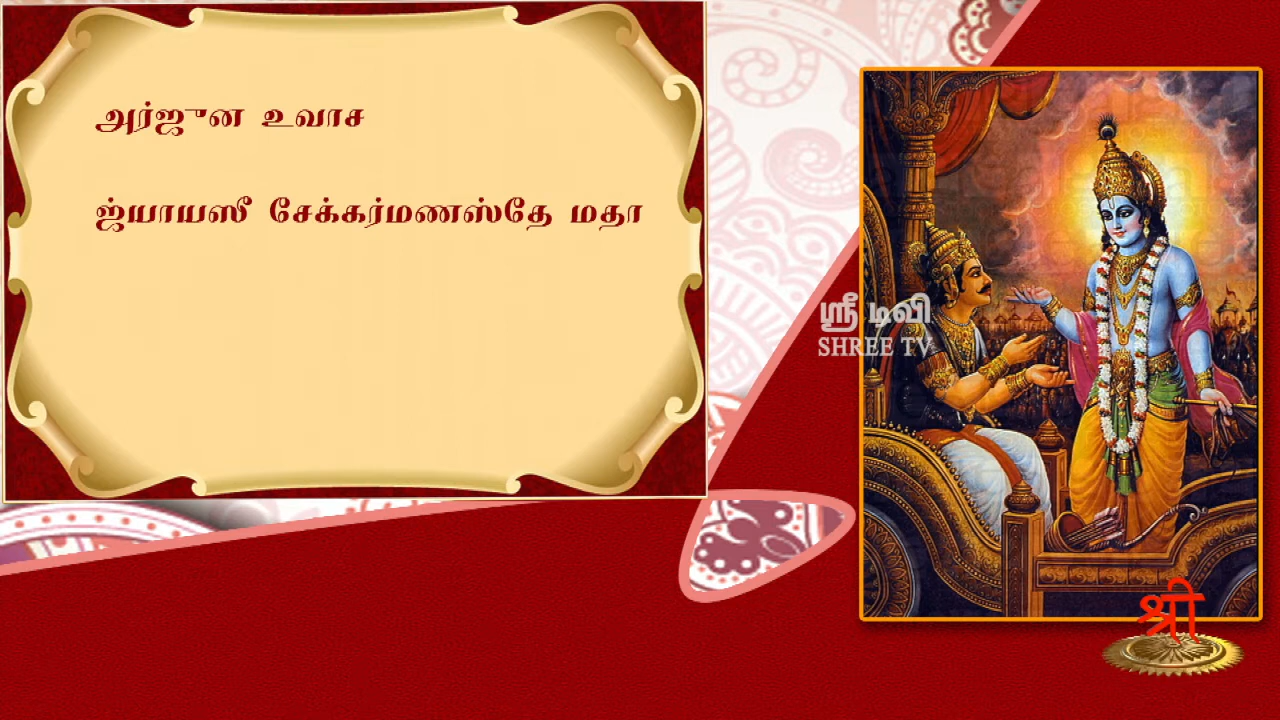 அர்ஜுன உவாச
ஜ்யாயஸீ சேக்கர்மணஸ்தே மதா
ஸ்ரீ டிவி
SHREE TV
श्री